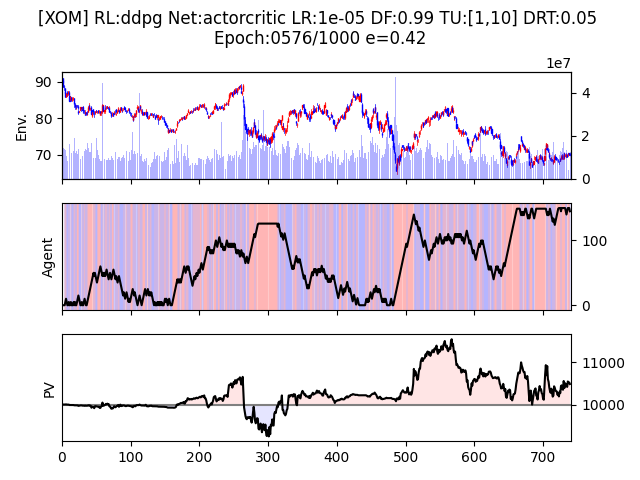 [XOM] RL:ddpg Net:actorcritic LR:1e-05 DF:0.99 TU:[1,10] DRT:0.05
Epoch:0576/1000 e=0.42
1e7
90
80
70
Env.
4
2
0
Agent
100
0
PV
11000
10000
0 100 200 300 400 500 600 700